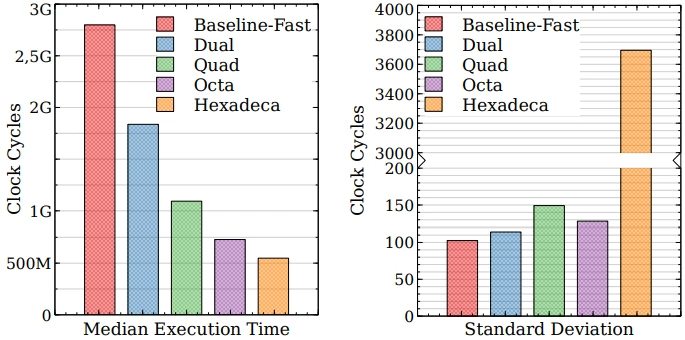 3G
2,5G
2G
1G
500M
0
Clock Cycles
Baseline-Fast
Dual
Quad
Octa
Hexadeca
Median Execution Time
4000
3800
3600
3400
3200
3000
200
150
100
50
0
Clock Cycles
Baseline-Fast
Dual
Quad
Octa
Hexadeca
Standard Deviation